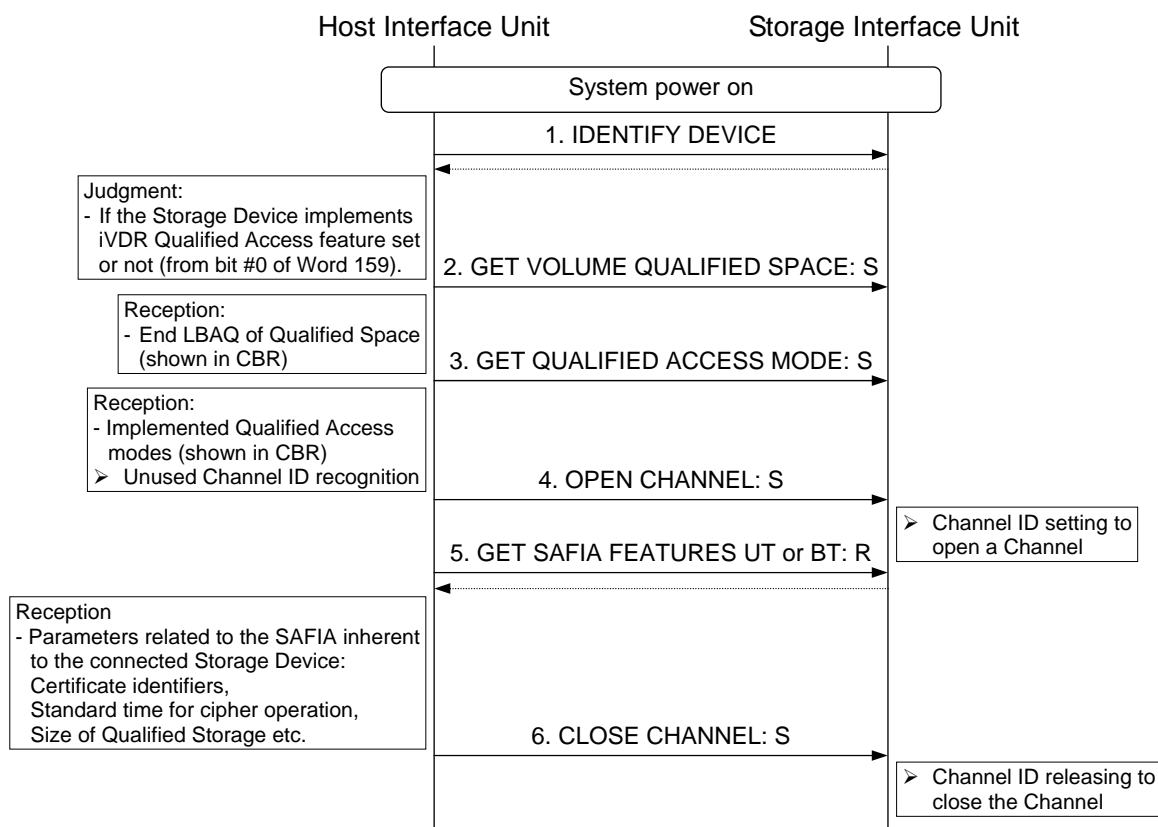 Host Interface Unit
Storage Interface Unit
System power on
1. IDENTIFY DEVICE
Judgment:
- If the Storage Device implements
iVDR Qualified Access feature set
or not (from bit #0 of Word 159).
2. GET VOLUME QUALIFIED SPACE: S
Reception:
- End LBAQ of Qualified Space
(shown in CBR)
3. GET QUALIFIED ACCESS MODE: S
Reception:
- Implemented Qualified Access
modes (shown in CBR)
➢ Unused Channel ID recognition
4. OPEN CHANNEL: S
➢ Channel ID setting to
open a Channel
5. GET SAFIA FEATURES UT or BT: R
Reception
- Parameters related to the SAFIA inherent
to the connected Storage Device:
Certificate identifiers,
Standard time for cipher operation,
Size of Qualified Storage etc.
6. CLOSE CHANNEL: S
➢ Channel ID releasing to
close the Channel